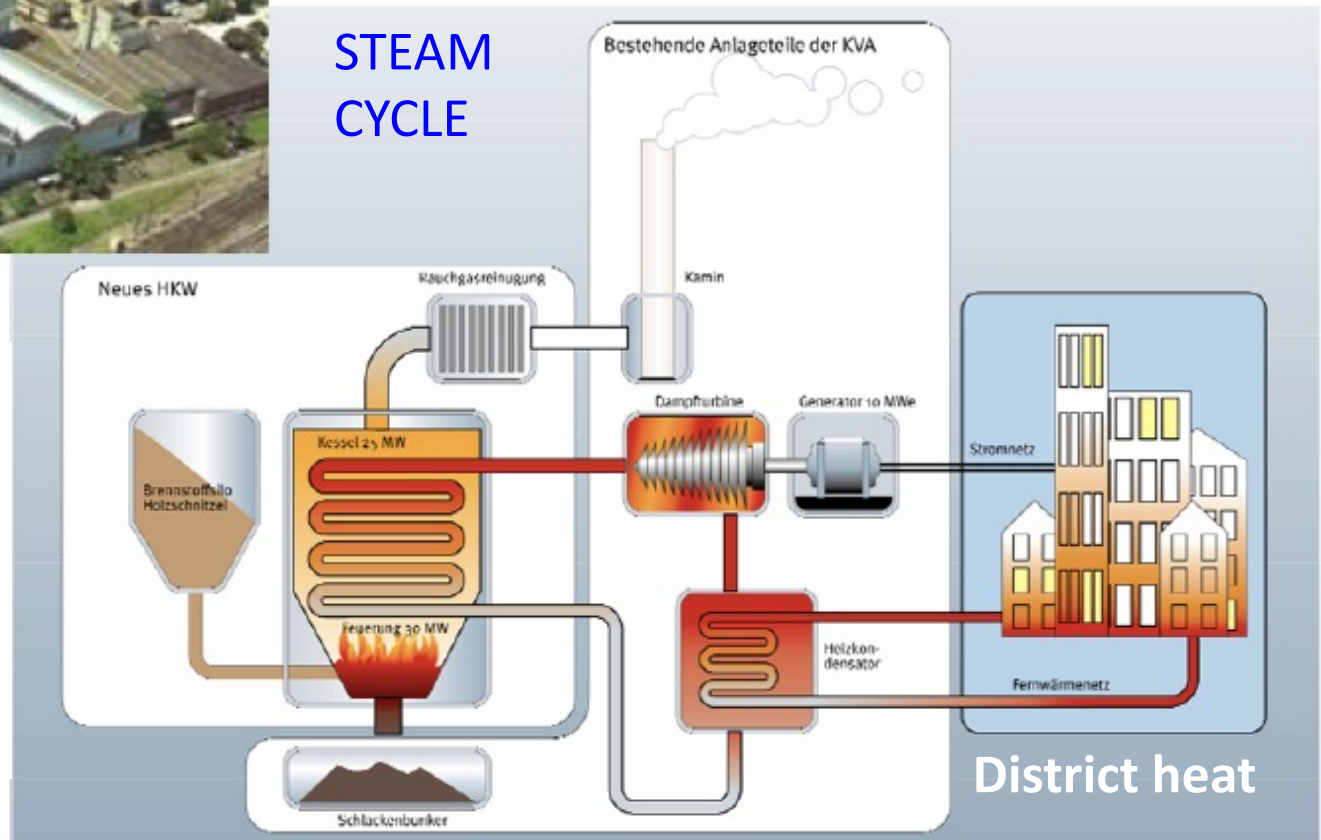 STEAM
CYCLE
Bestehende Anlageteile der KVA
Neues HKW
Rauchgasreinugung
Kamin
Dampfturbine
Generator 10 MWe
Kessel 25 MW
Stromnetz
Brennstoffsilo
Holzschnitzel
Feuerung 30 MW
Heizkon-
densator
Fernwärmenetz
District heat
Schlackenbunker